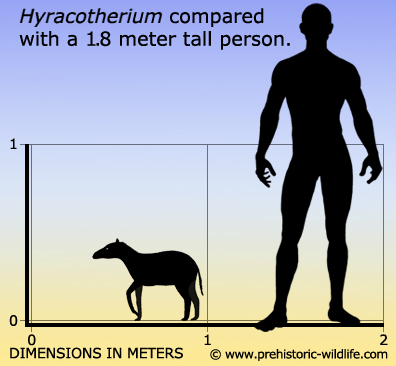 Hyracotherium compared
with a 1.8 meter tall person.
1
0
0 1 2
DIMENSIONS IN METERS © www.prehistoric-wildlife.com